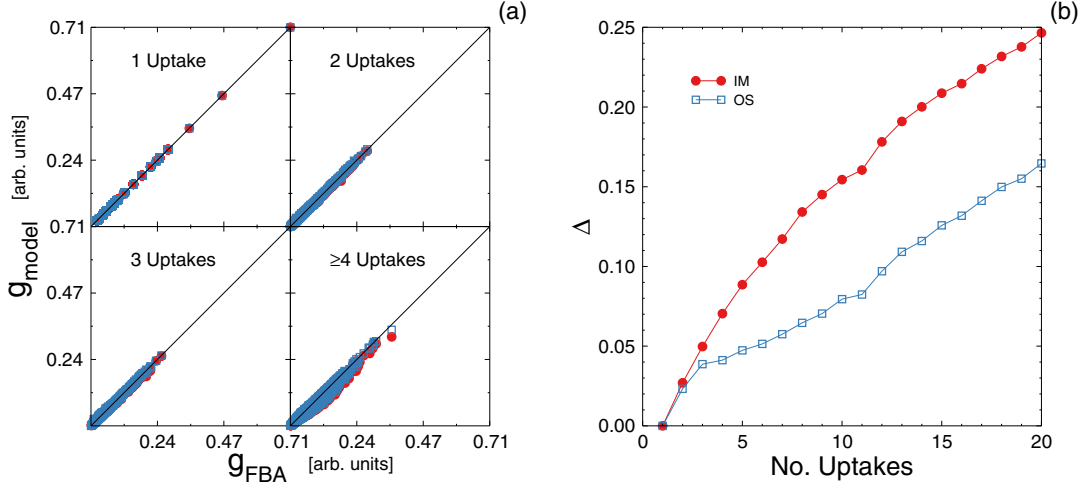 (a)
0.71
1 Uptake
2 Uptakes
0.47
0.24
[arb. units]
0.71
g_model
3 Uptakes
≥4 Uptakes
0.47
0.24
0.24
0.47
0.71
0.24
0.47
0.71
g_FBA [arb. units]
(b)
0.25
IM
OS
0.20
0.15
Δ
0.10
0.05
0.00
0
5
10
15
20
No. Uptakes